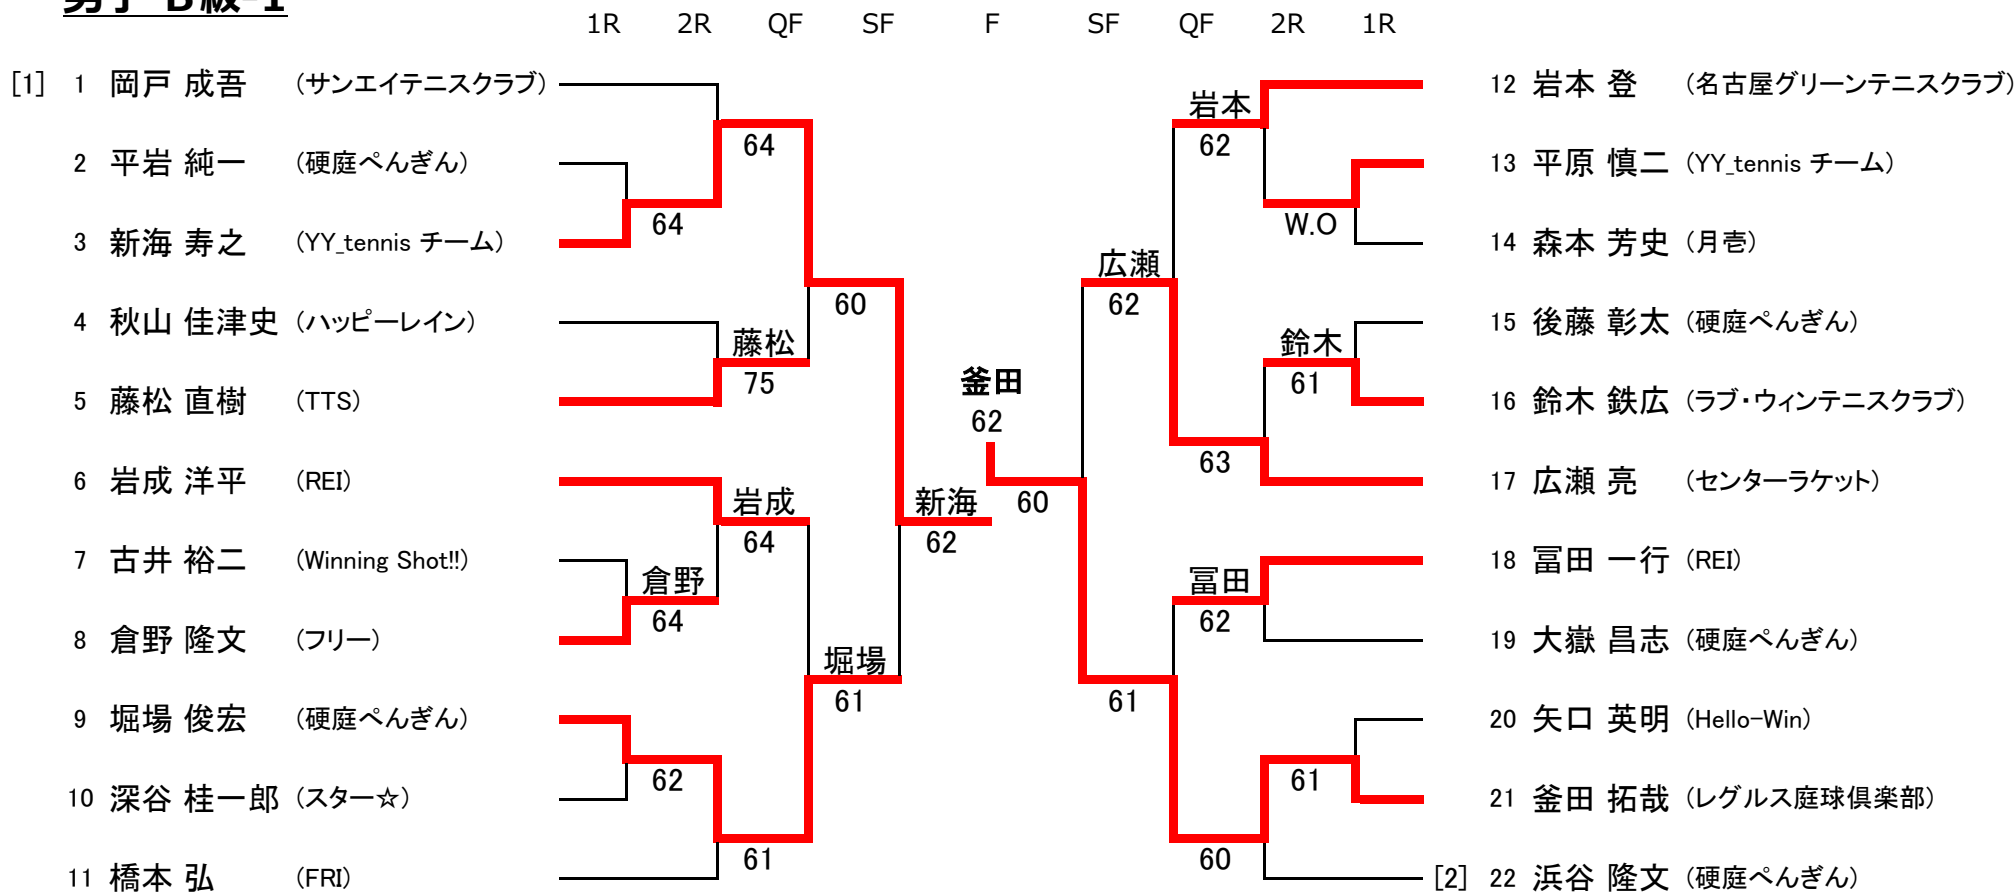 男子 B級-1
1R 2R QF SF F SF QF 2R 1R
[1] 1 岡戸 成吾 (サンエイテニスクラブ)
2 平岩 純一 (硬庭ぺんぎん)
3 新海 寿之 (YY_tennis チーム)
4 秋山 佳津史 (ハッピーレイン)
5 藤松 直樹 (TTS)
6 岩成 洋平 (REI)
7 古井 裕二 (Winning Shot!!)
8 倉野 隆文 (フリー)
9 堀場 俊宏 (硬庭ぺんぎん)
10 深谷 桂一郎 (スター☆)
11 橋本 弘 (FRI)
64
64
藤松
75
60
岩成
64
倉野
64
堀場
61
62
61
新海
62
釜田
62
60
広瀬
62
岩本
62
W.O
鈴木
61
63
冨田
62
61
61
60
12 岩本 登 (名古屋グリーンテニスクラブ)
13 平原 慎二 (YY_tennis チーム)
14 森本 芳史 (月壱)
15 後藤 彰太 (硬庭ぺんぎん)
16 鈴木 鉄広 (ラブ・ウィンテニスクラブ)
17 広瀬 亮 (センターラケット)
18 冨田 一行 (REI)
19 大嶽 昌志 (硬庭ぺんぎん)
20 矢口 英明 (Hello-Win)
21 釜田 拓哉 (レグルス庭球倶楽部)
[2] 22 浜谷 隆文 (硬庭ぺんぎん)